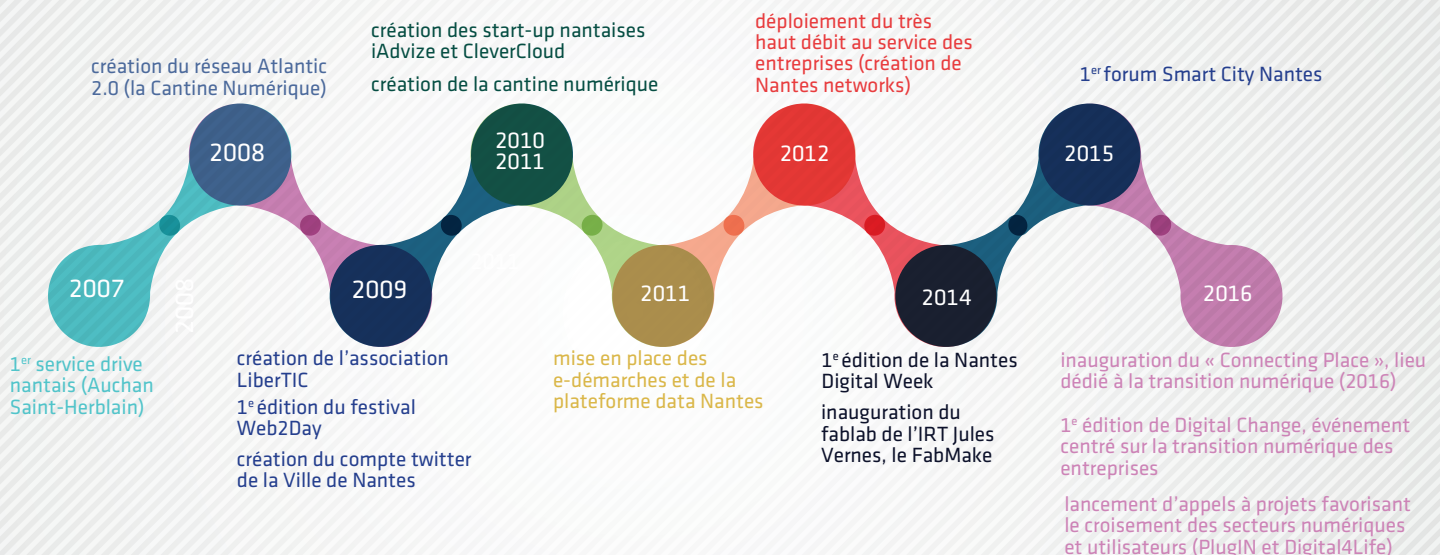 création du réseau Atlantic
2.0 (la Cantine Numérique)
création des start-up nantaises
iAdvize et CleverCloud
création de la cantine numérique
déploiement du très
haut débit au service des
entreprises (création de
Nantes networks)
1er forum Smart City Nantes
2008
2010
2011
2012
2015
2007
2008
2009
2011
2014
2016
1er service drive
nantais (Auchan
Saint-Herblain)
création de l’association
LiberTIC
1e édition du festival
Web2Day
création du compte twitter
de la Ville de Nantes
mise en place des
e-démarches et de la
plateforme data Nantes
1e édition de la Nantes
Digital Week
inauguration du
fablab de l’IRT Jules
Vernes, le FabMake
inauguration du « Connecting Place », lieu
dédié à la transition numérique (2016)
1e édition de Digital Change, événement
centré sur la transition numérique des
entreprises
lancement d’appels à projets favorisant
le croisement des secteurs numériques
et utilisateurs (PlugIN et Digital4Life)